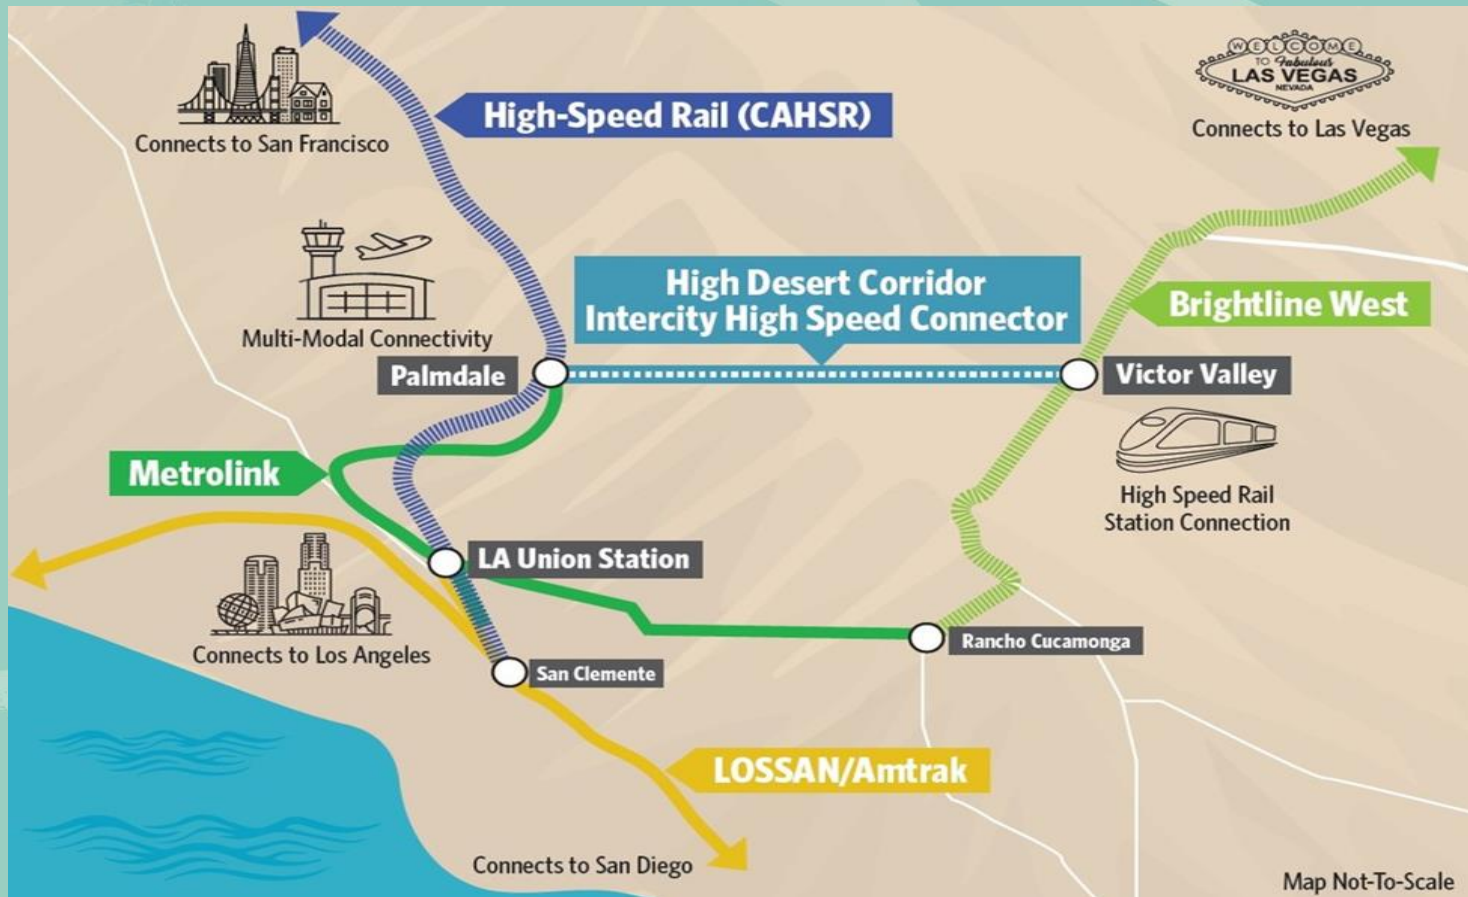 WELCOME
TO Fabulous
LAS VEGAS
NEVADA
Connects to Las Vegas
High-Speed Rail (CAHSR)
Connects to San Francisco
High Desert Corridor
Intercity High Speed Connector
Brightline West
Multi-Modal Connectivity
Palmdale
Victor Valley
Metrolink
High Speed Rail
Station Connection
LA Union Station
Connects to Los Angeles
Rancho Cucamonga
San Clemente
LOSSAN/Amtrak
Connects to San Diego
Map Not-To-Scale